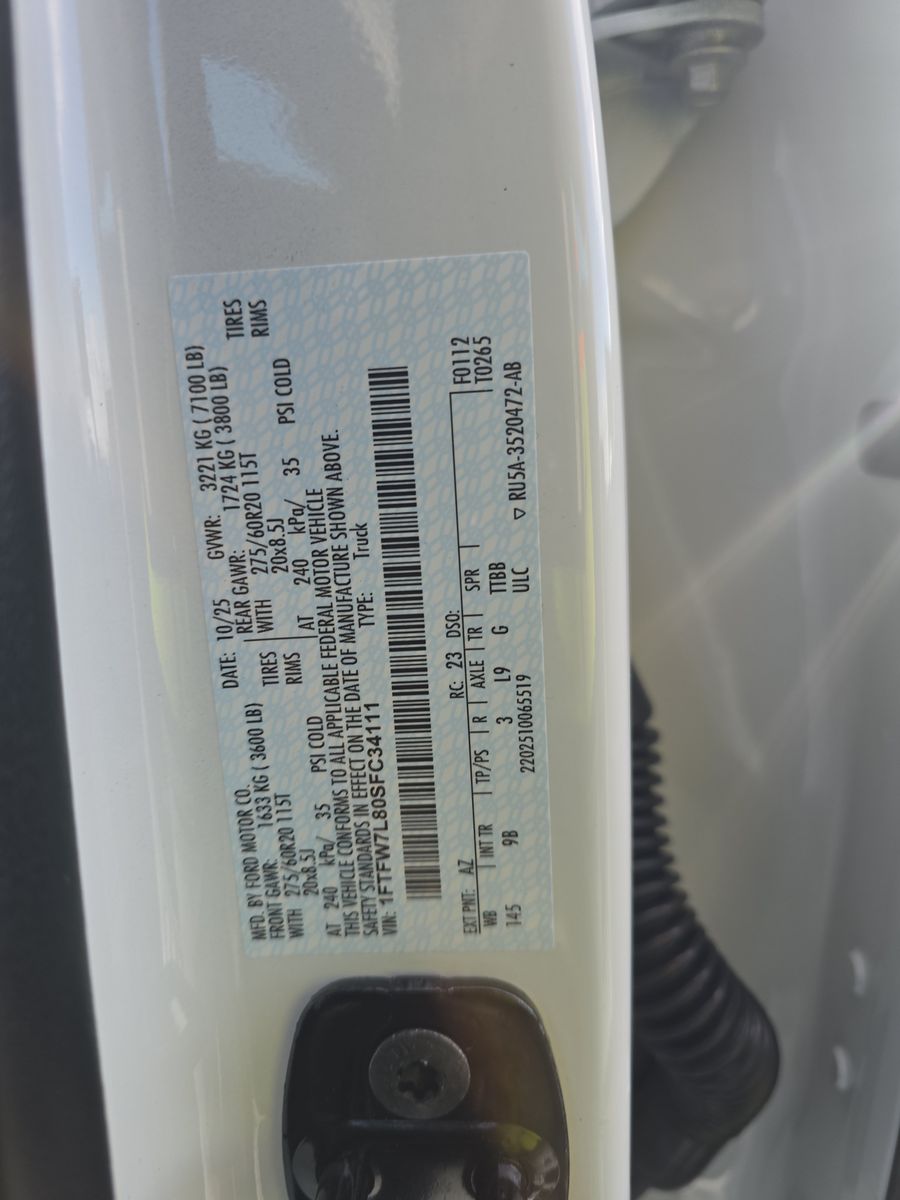 MFD. BY FORD MOTOR CO.
DATE: 10/25 GVWR: 3221 KG ( 7100 LB)
FRONT GAWR: 1633 KG ( 3600 LB) REAR GAWR: 1724 KG ( 3800 LB)
WITH 275/60R20 115T TIRES WITH 275/60R20 115T TIRES
20x8.5J RIMS 20x8.5J RIMS
AT 240 kPa/ 35 PSI COLD AT 240 kPa/ 35 PSI COLD
THIS VEHICLE CONFORMS TO ALL APPLICABLE FEDERAL MOTOR VEHICLE
SAFETY STANDARDS IN EFFECT ON THE DATE OF MANUFACTURE SHOWN ABOVE.
VIN: 1FTFW7L80SFC34111 TYPE: Truck
EXT PNT: AZ RC: 23 DSO: F0112
WB INT TR TP/PS R AXLE TR SPR T0265
145 9B 3 L9 G TTBB
2202510065519 ULC ▽ RU5A-3520472-AB